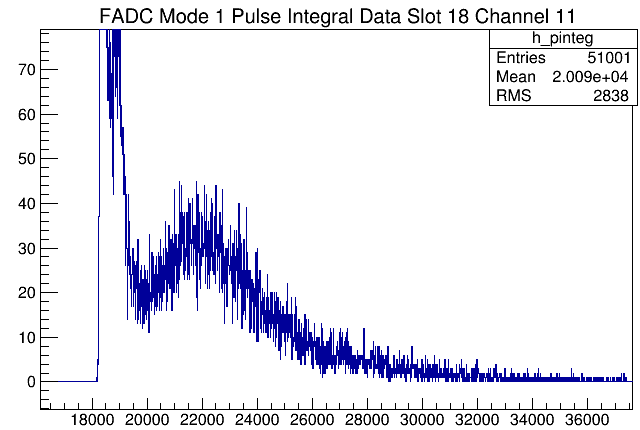 FADC Mode 1 Pulse Integral Data Slot 18 Channel 11
h_pinteg
Entries 51001
Mean 2.009e+04
RMS 2838
70
60
50
40
30
20
10
0
18000 20000 22000 24000 26000 28000 30000 32000 34000 36000